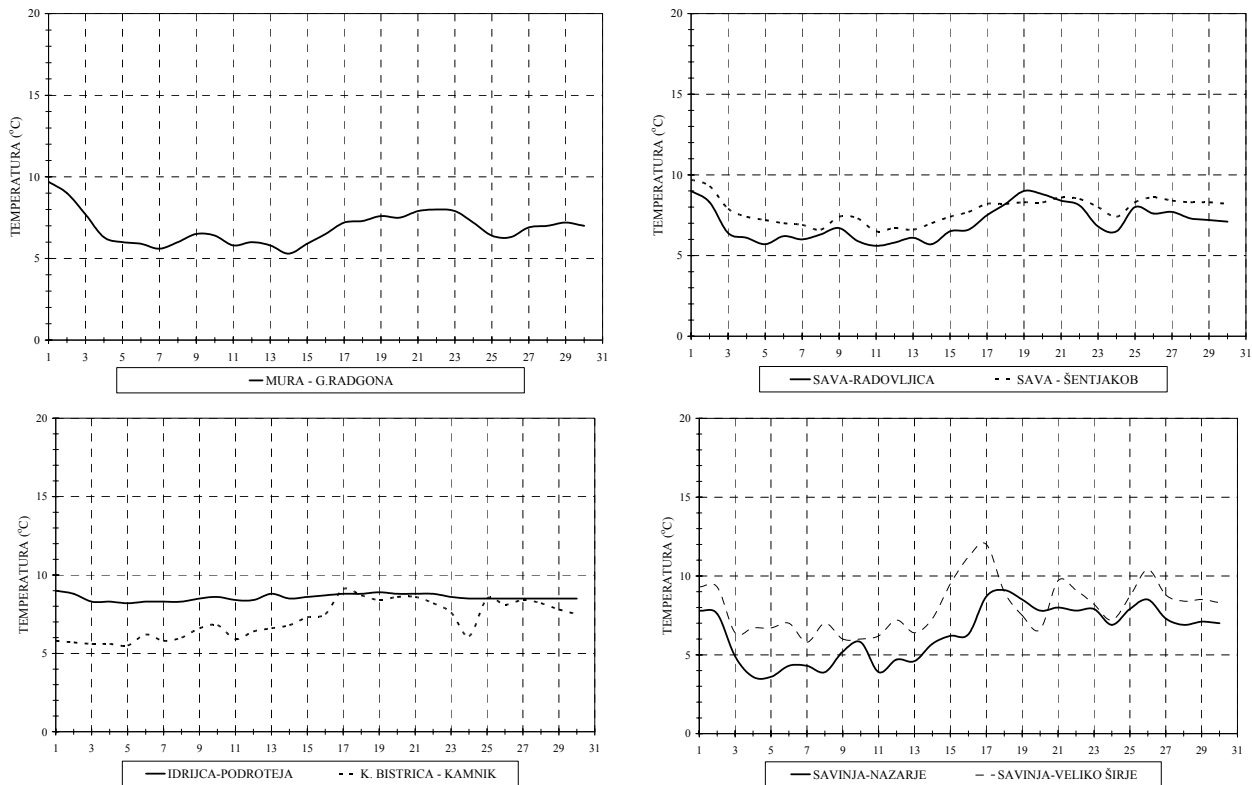 20
15
10
5
0
TEMPERATURA (°C)
1 3 5 7 9 11 13 15 17 19 21 23 25 27 29 31
MURA - G.RADGONA
20
15
10
5
0
TEMPERATURA (°C)
1 3 5 7 9 11 13 15 17 19 21 23 25 27 29 31
SAVA-RADOVLJICA SAVA - ŠENTJAKOB
20
15
10
5
0
TEMPERATURA (°C)
1 3 5 7 9 11 13 15 17 19 21 23 25 27 29 31
IDRIJCA-PODROTEJA K. BISTRICA - KAMNIK
20
15
10
5
0
TEMPERATURA (°C)
1 3 5 7 9 11 13 15 17 19 21 23 25 27 29 31
SAVINJA-NAZARJE SAVINJA-VELIKO ŠIRJE